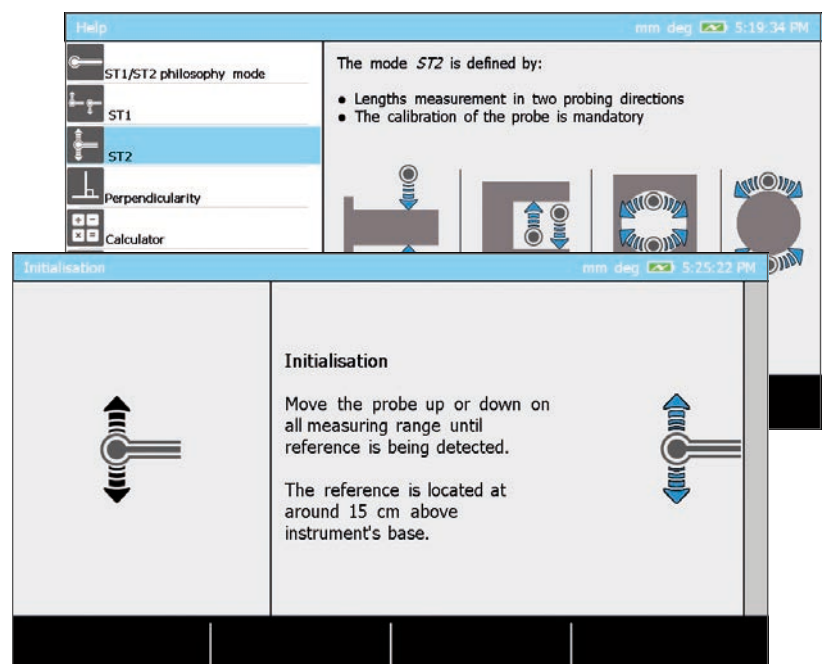 Help
mm deg 5:19:34 PM
ST1/ST2 philosophy mode
ST1
ST2
Perpendicularity
Calculator
The mode ST2 is defined by:
• Lengths measurement in two probing directions
• The calibration of the probe is mandatory
Initialisation
mm deg 5:25:22 PM
Initialisation
Move the probe up or down on
all measuring range until
reference is being detected.
The reference is located at
around 15 cm above
instrument's base.